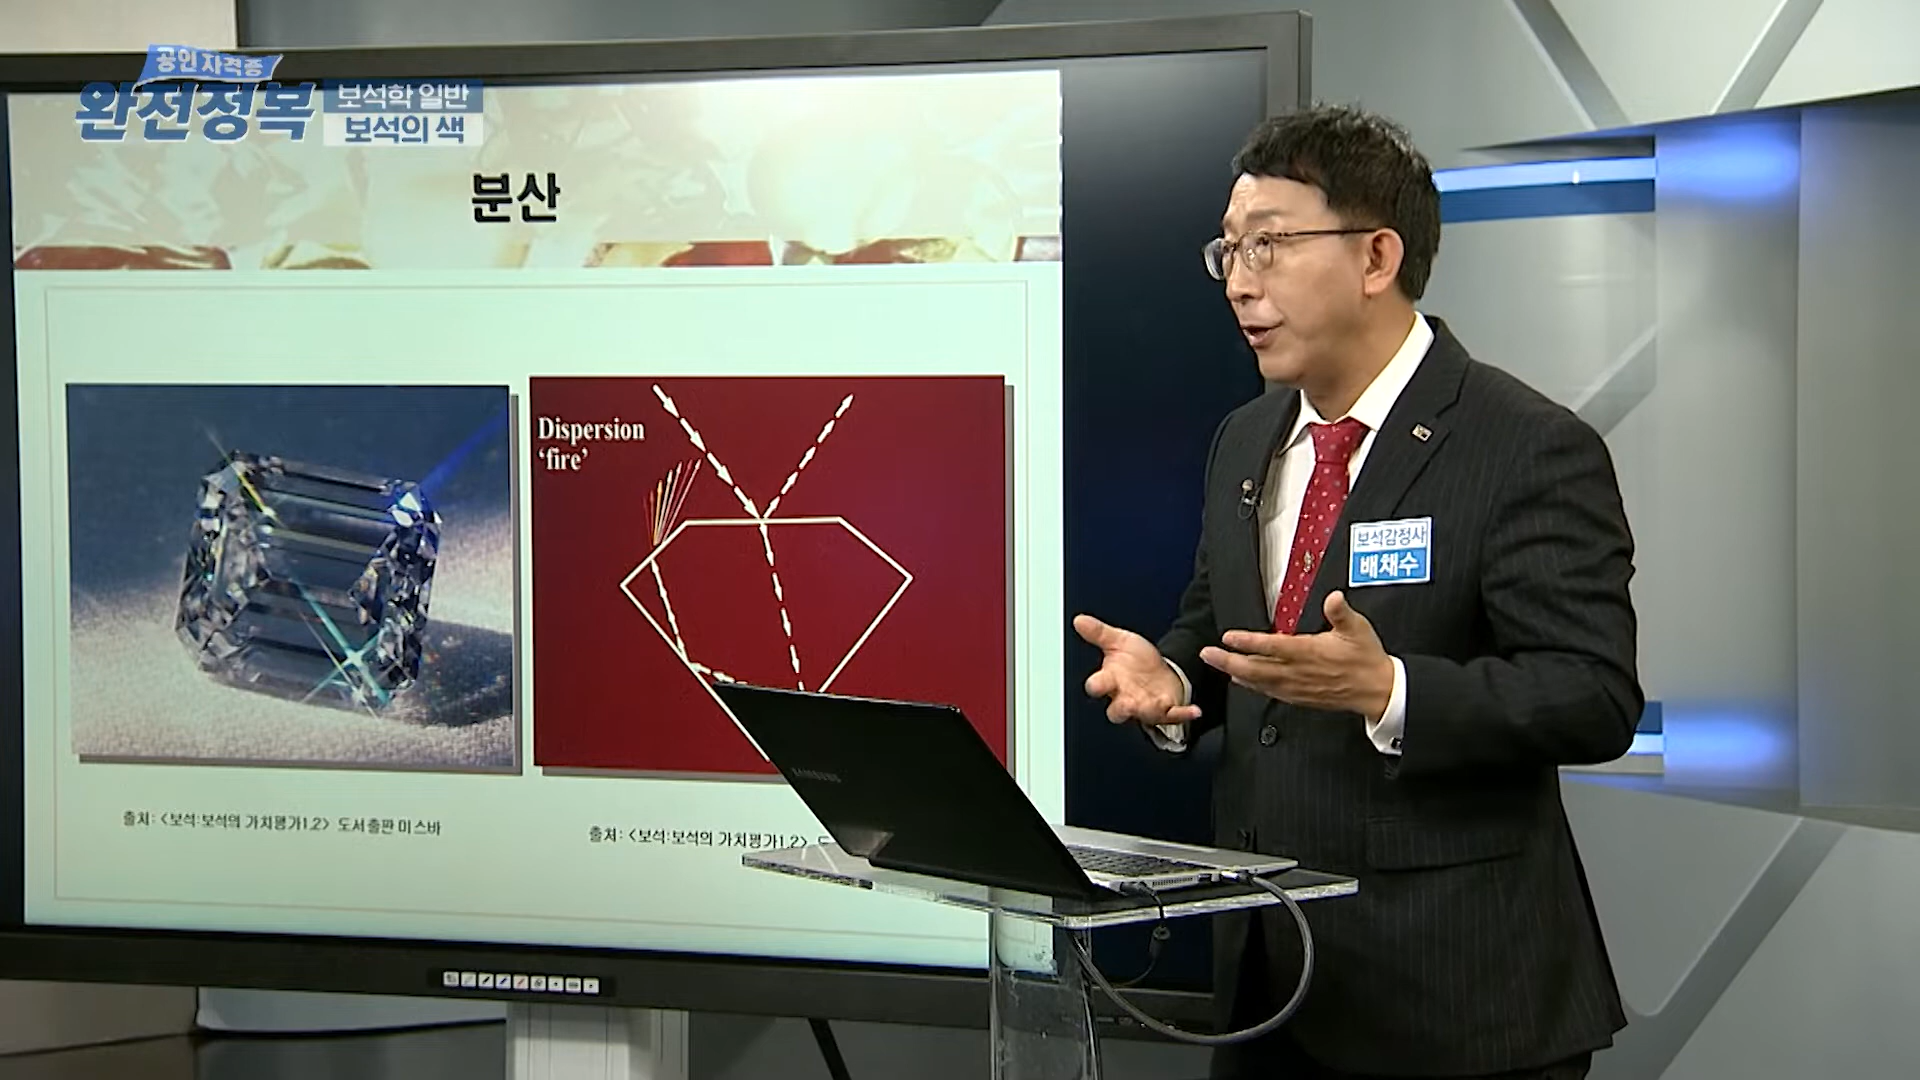 공인 자격증
완전정복
보석학 일반
보석의 색
분산
Dispersion
‘fire’
보석감정사
배채수
출처: <보석:보석의 가치평가1,2> 도서출판 미스바
출처: <보석:보석의 가치평가1,2>
SAMSUNG